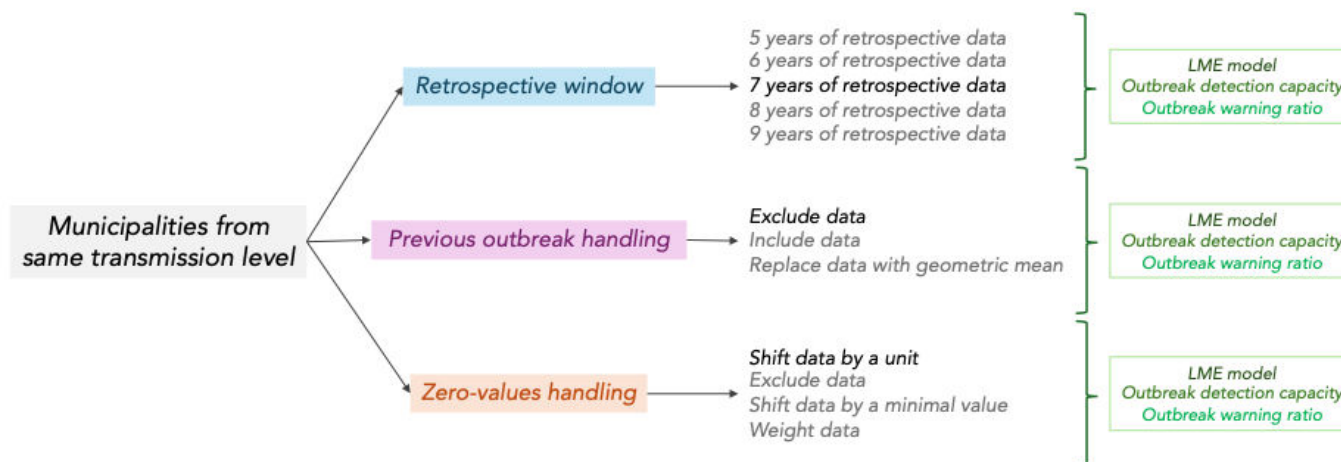 Municipalities from
same transmission level
Retrospective window
5 years of retrospective data
6 years of retrospective data
7 years of retrospective data
8 years of retrospective data
9 years of retrospective data
LME model
Outbreak detection capacity
Outbreak warning ratio
Previous outbreak handling
Exclude data
Include data
Replace data with geometric mean
LME model
Outbreak detection capacity
Outbreak warning ratio
Zero-values handling
Shift data by a unit
Exclude data
Shift data by a minimal value
Weight data
LME model
Outbreak detection capacity
Outbreak warning ratio